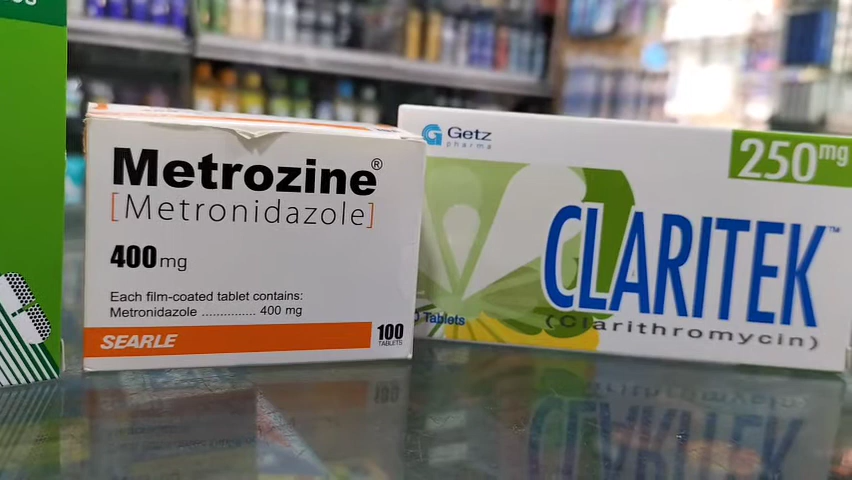 Metrozine®
[Metronidazole]
400mg
Each film-coated tablet contains:
Metronidazole ............... 400 mg
SEARLE
100
TABLETS
Getz
pharma
250mg
CLARITEK™
Tablets
(Clarithromycin)